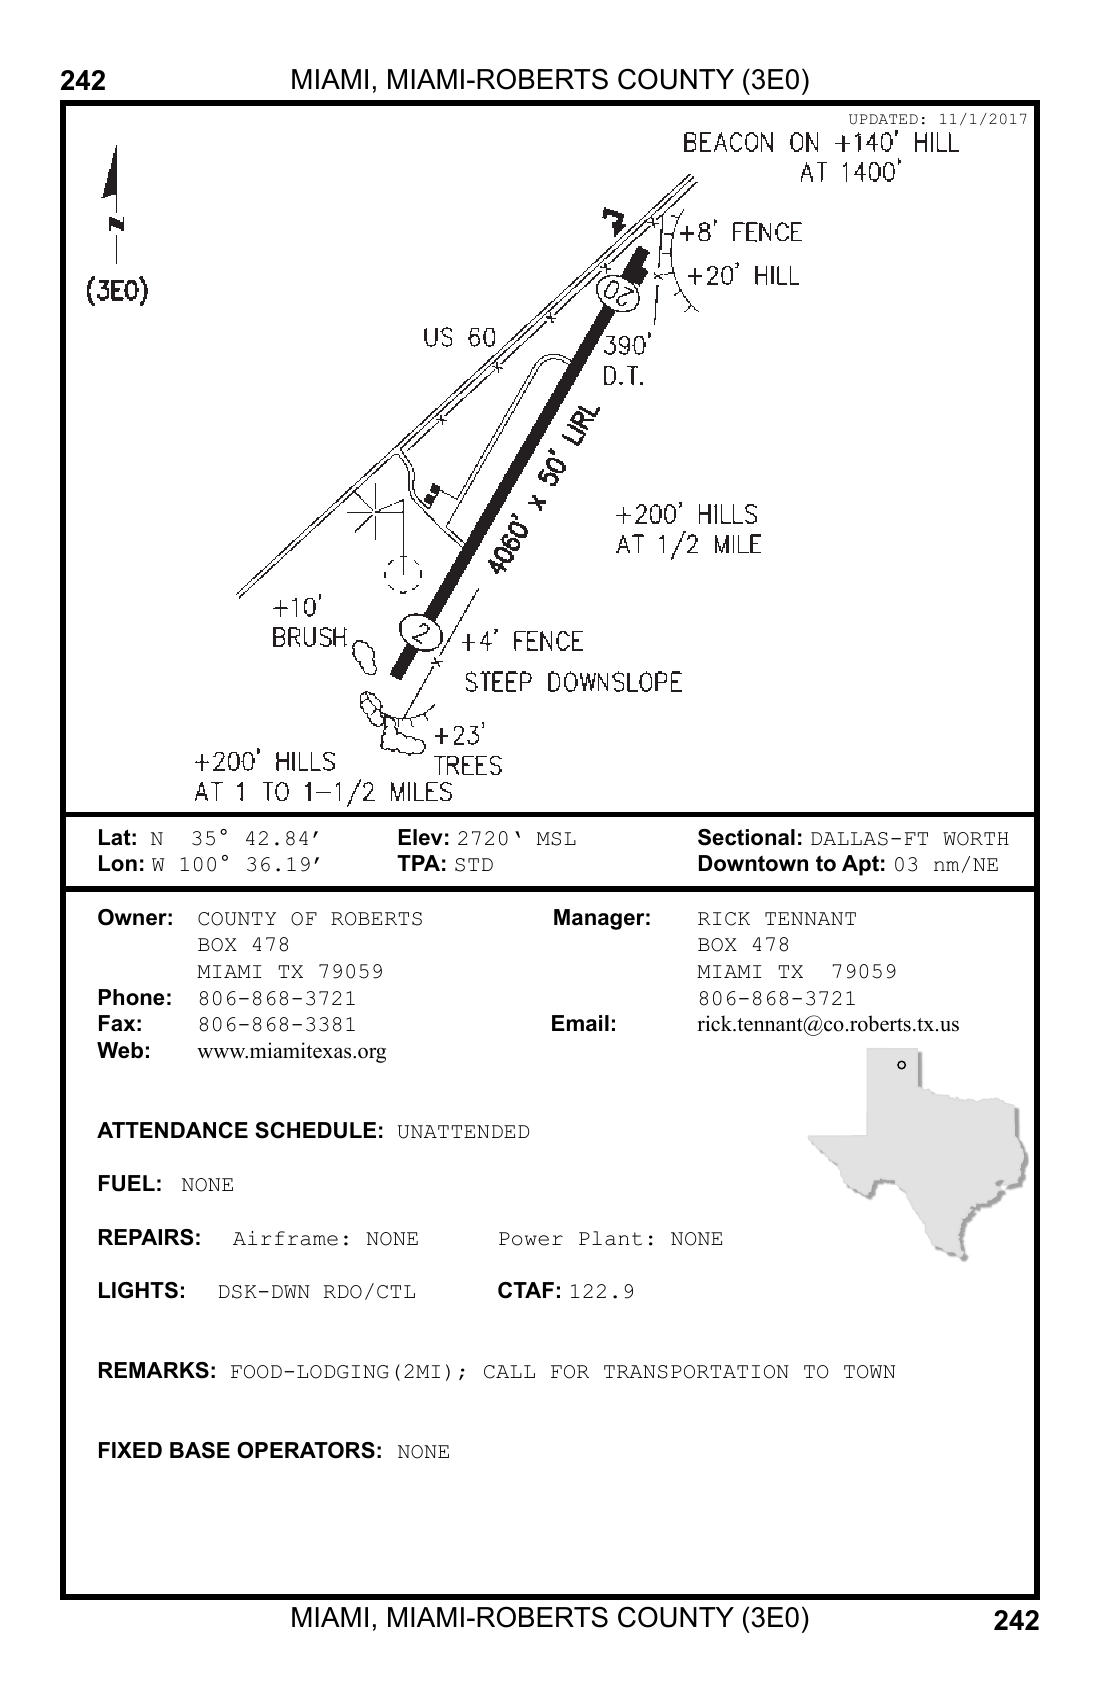 242 MIAMI, MIAMI-ROBERTS COUNTY (3E0)
UPDATED: 11/1/2017
BEACON ON +140' HILL
AT 1400'
N
(3E0)
+8' FENCE
+20' HILL
20
US 60
390'
D.T.
4060' x 50' LIRL
+200' HILLS
AT 1/2 MILE
+10'
BRUSH
2
+4' FENCE
STEEP DOWNSLOPE
+23'
TREES
+200' HILLS
AT 1 TO 1-1/2 MILES
Lat: N 35° 42.84′ Elev: 2720‘ MSL Sectional: DALLAS-FT WORTH
Lon: W 100° 36.19′ TPA: STD Downtown to Apt: 03 nm/NE
Owner: COUNTY OF ROBERTS Manager: RICK TENNANT
BOX 478 BOX 478
MIAMI TX 79059 MIAMI TX 79059
Phone: 806-868-3721 806-868-3721
Fax: 806-868-3381 Email: rick.tennant@co.roberts.tx.us
Web: www.miamitexas.org
ATTENDANCE SCHEDULE: UNATTENDED
FUEL: NONE
REPAIRS: Airframe: NONE Power Plant: NONE
LIGHTS: DSK-DWN RDO/CTL CTAF: 122.9
REMARKS: FOOD-LODGING(2MI); CALL FOR TRANSPORTATION TO TOWN
FIXED BASE OPERATORS: NONE
MIAMI, MIAMI-ROBERTS COUNTY (3E0) 242